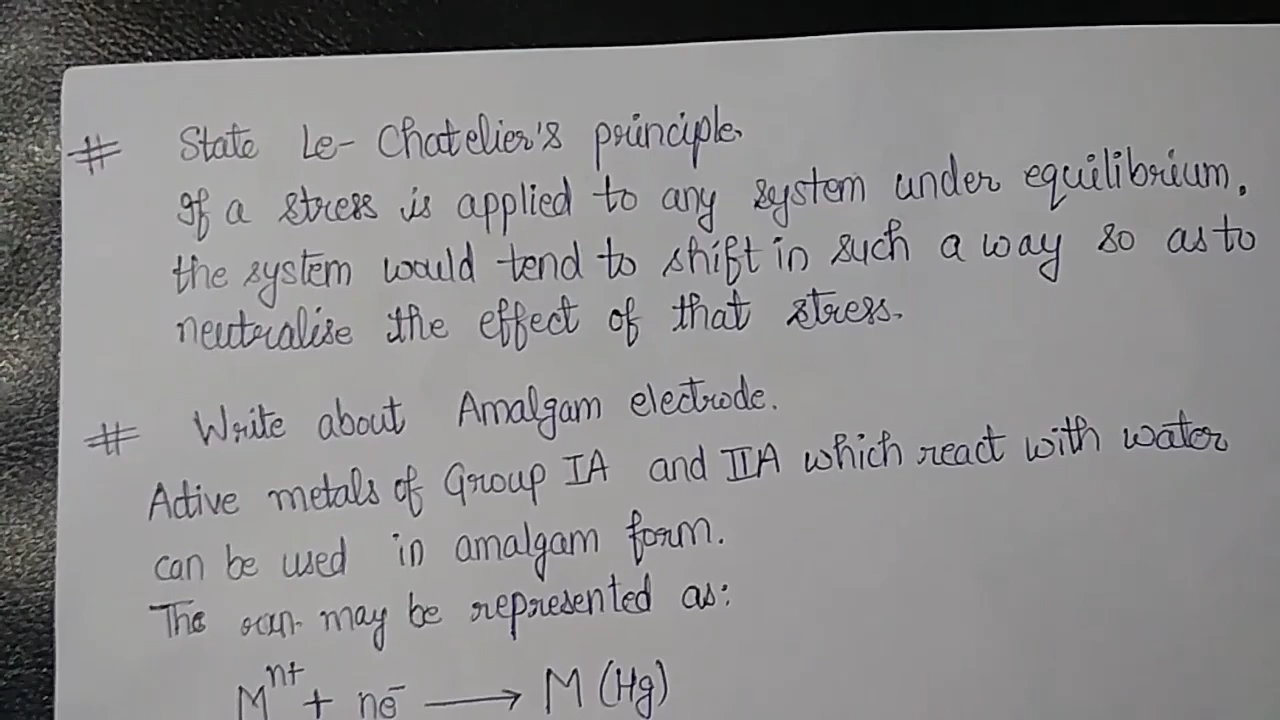 # State Le-Chatelier's principle.
If a stress is applied to any system under equilibrium,
the system would tend to shift in such a way so as to
neutralise the effect of that stress.
# Write about Amalgam electrode.
Active metals of Group IA and IIA which react with water
can be used in amalgam form.
The rxn. may be represented as:
Mⁿ⁺ + nē ⟶ M (Hg)